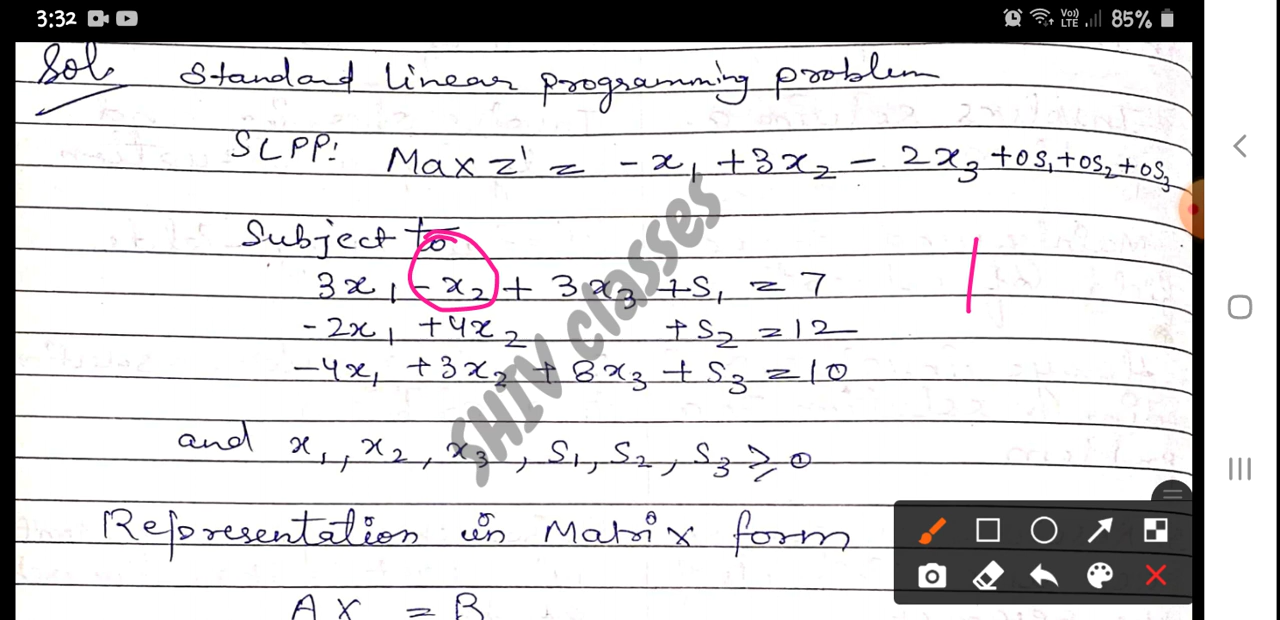 3:32 Vo) LTE 85%
Sol. Standard linear programming problem
SLPP: Max z' = -x₁ + 3x₂ - 2x₃ + 0S₁ + 0S₂ + 0S₃
Subject to
3x₁ - x₂ + 3x₃ + S₁ = 7
-2x₁ + 4x₂ + S₂ = 12
-4x₁ + 3x₂ + 8x₃ + S₃ = 10
and x₁, x₂, x₃, S₁, S₂, S₃ ≥ 0
Representation in Matrix form
AX = B
SHIV classes